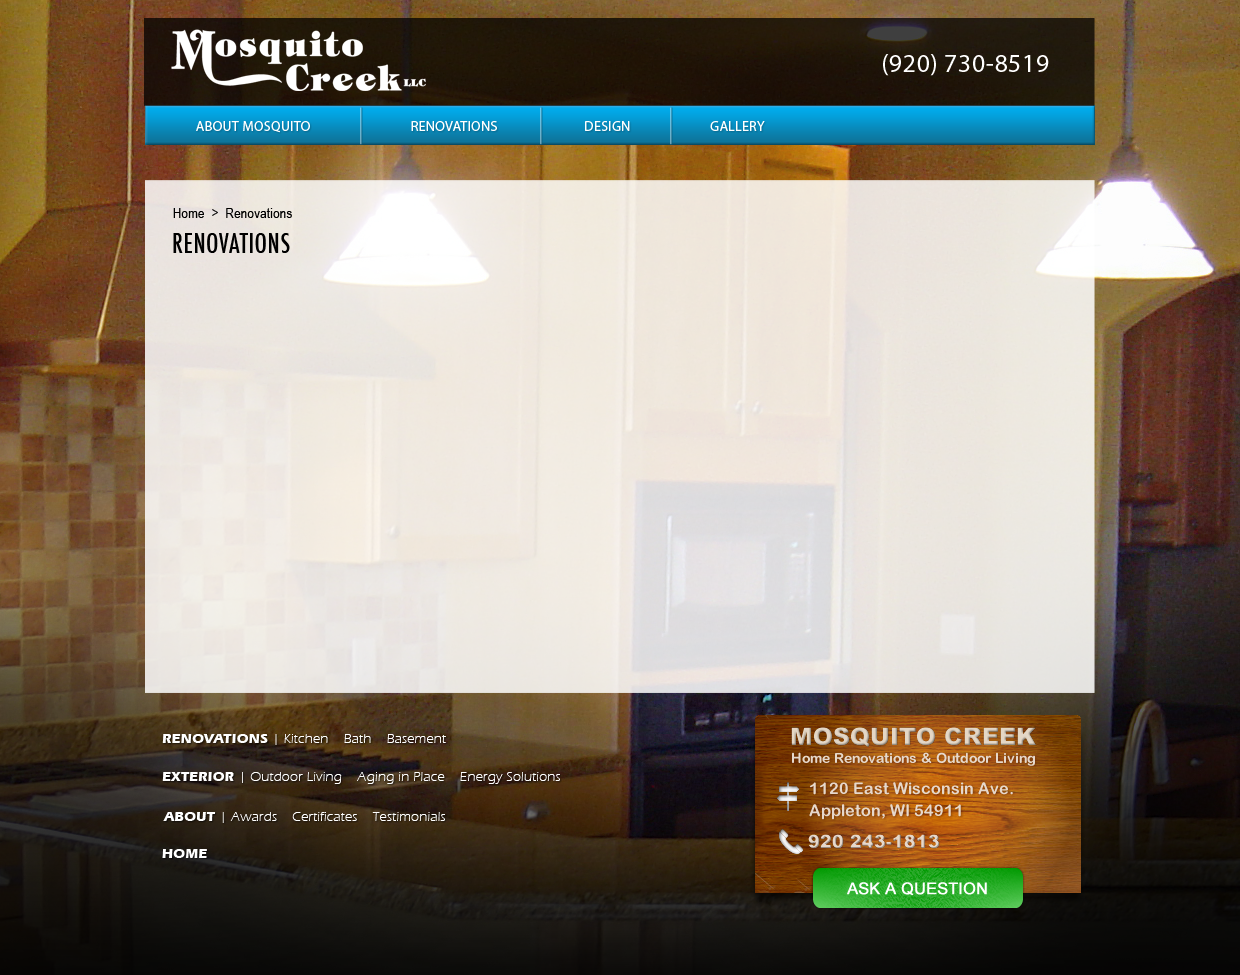 Mosquito
Creek LLC
(920) 730-8519
ABOUT MOSQUITO RENOVATIONS DESIGN GALLERY
Home > Renovations
RENOVATIONS
RENOVATIONS | Kitchen Bath Basement
EXTERIOR | Outdoor Living Aging in Place Energy Solutions
ABOUT | Awards Certificates Testimonials
HOME
MOSQUITO CREEK
Home Renovations & Outdoor Living
1120 East Wisconsin Ave.
Appleton, WI 54911
920 243-1813
ASK A QUESTION